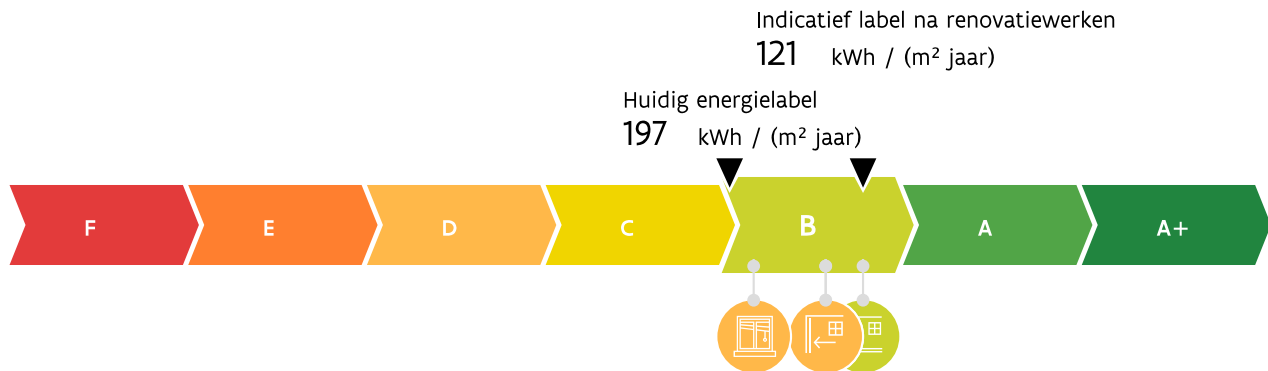 Indicatief label na renovatiewerken
121 kWh / (m² jaar)
Huidig energielabel
197 kWh / (m² jaar)
F E D C B A A+